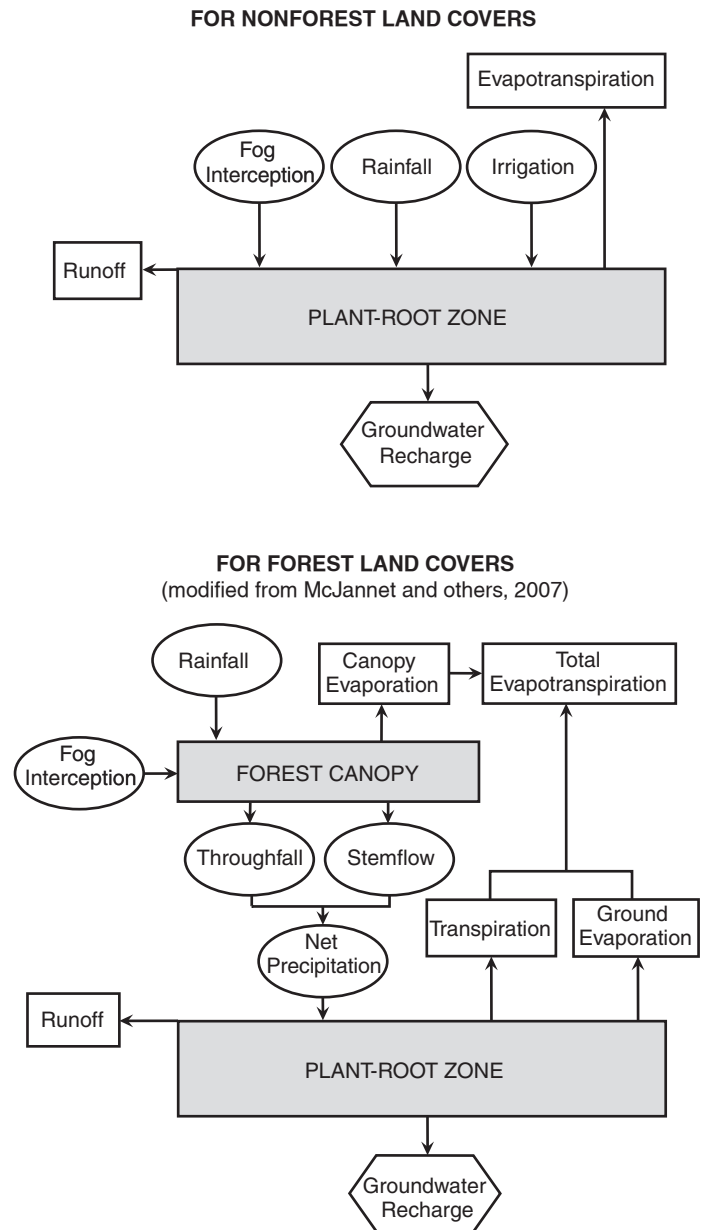 FOR NONFOREST LAND COVERS
Evapotranspiration
Fog
Interception
Rainfall
Irrigation
Runoff
PLANT-ROOT ZONE
Groundwater
Recharge
FOR FOREST LAND COVERS
(modified from McJannet and others, 2007)
Rainfall
Canopy
Evaporation
Total
Evapotranspiration
Fog
Interception
FOREST CANOPY
Throughfall
Stemflow
Net
Precipitation
Transpiration
Ground
Evaporation
Runoff
PLANT-ROOT ZONE
Groundwater
Recharge